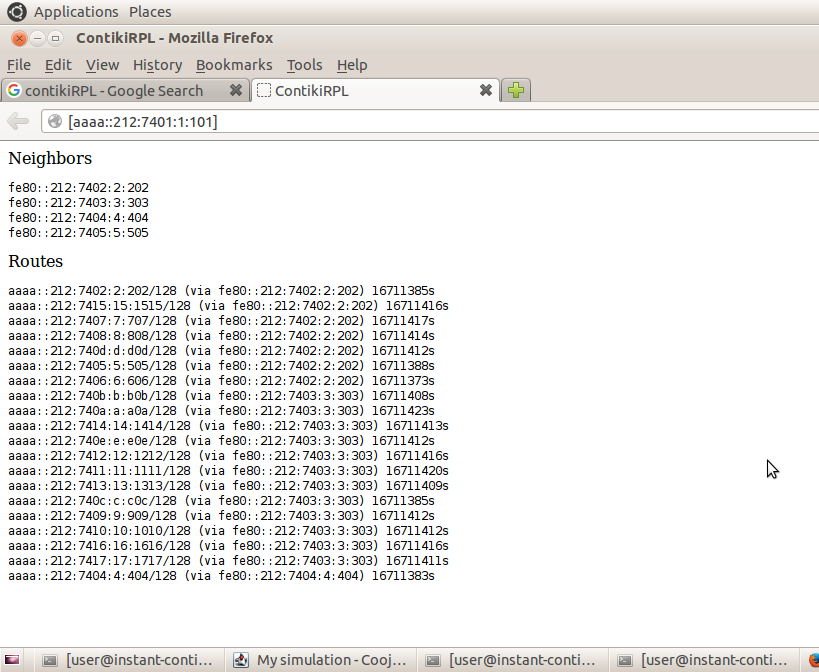 Applications Places
ContikiRPL - Mozilla Firefox
File Edit View History Bookmarks Tools Help
contikiRPL - Google Search ContikiRPL
[aaaa::212:7401:1:101]
Neighbors
fe80::212:7402:2:202
fe80::212:7403:3:303
fe80::212:7404:4:404
fe80::212:7405:5:505
Routes
aaaa::212:7402:2:202/128 (via fe80::212:7402:2:202) 16711385s
aaaa::212:7415:15:1515/128 (via fe80::212:7402:2:202) 16711416s
aaaa::212:7407:7:707/128 (via fe80::212:7402:2:202) 16711417s
aaaa::212:7408:8:808/128 (via fe80::212:7402:2:202) 16711414s
aaaa::212:740d:d:d0d/128 (via fe80::212:7402:2:202) 16711412s
aaaa::212:7405:5:505/128 (via fe80::212:7402:2:202) 16711388s
aaaa::212:7406:6:606/128 (via fe80::212:7402:2:202) 16711373s
aaaa::212:740b:b:b0b/128 (via fe80::212:7403:3:303) 16711408s
aaaa::212:740a:a:a0a/128 (via fe80::212:7403:3:303) 16711423s
aaaa::212:7414:14:1414/128 (via fe80::212:7403:3:303) 16711413s
aaaa::212:740e:e:e0e/128 (via fe80::212:7403:3:303) 16711412s
aaaa::212:7412:12:1212/128 (via fe80::212:7403:3:303) 16711416s
aaaa::212:7411:11:1111/128 (via fe80::212:7403:3:303) 16711420s
aaaa::212:7413:13:1313/128 (via fe80::212:7403:3:303) 16711409s
aaaa::212:740c:c:c0c/128 (via fe80::212:7403:3:303) 16711385s
aaaa::212:7409:9:909/128 (via fe80::212:7403:3:303) 16711412s
aaaa::212:7410:10:1010/128 (via fe80::212:7403:3:303) 16711412s
aaaa::212:7416:16:1616/128 (via fe80::212:7403:3:303) 16711416s
aaaa::212:7417:17:1717/128 (via fe80::212:7403:3:303) 16711411s
aaaa::212:7404:4:404/128 (via fe80::212:7404:4:404) 16711383s
[user@instant-conti... My simulation - Cooj... [user@instant-conti... [user@instant-conti...